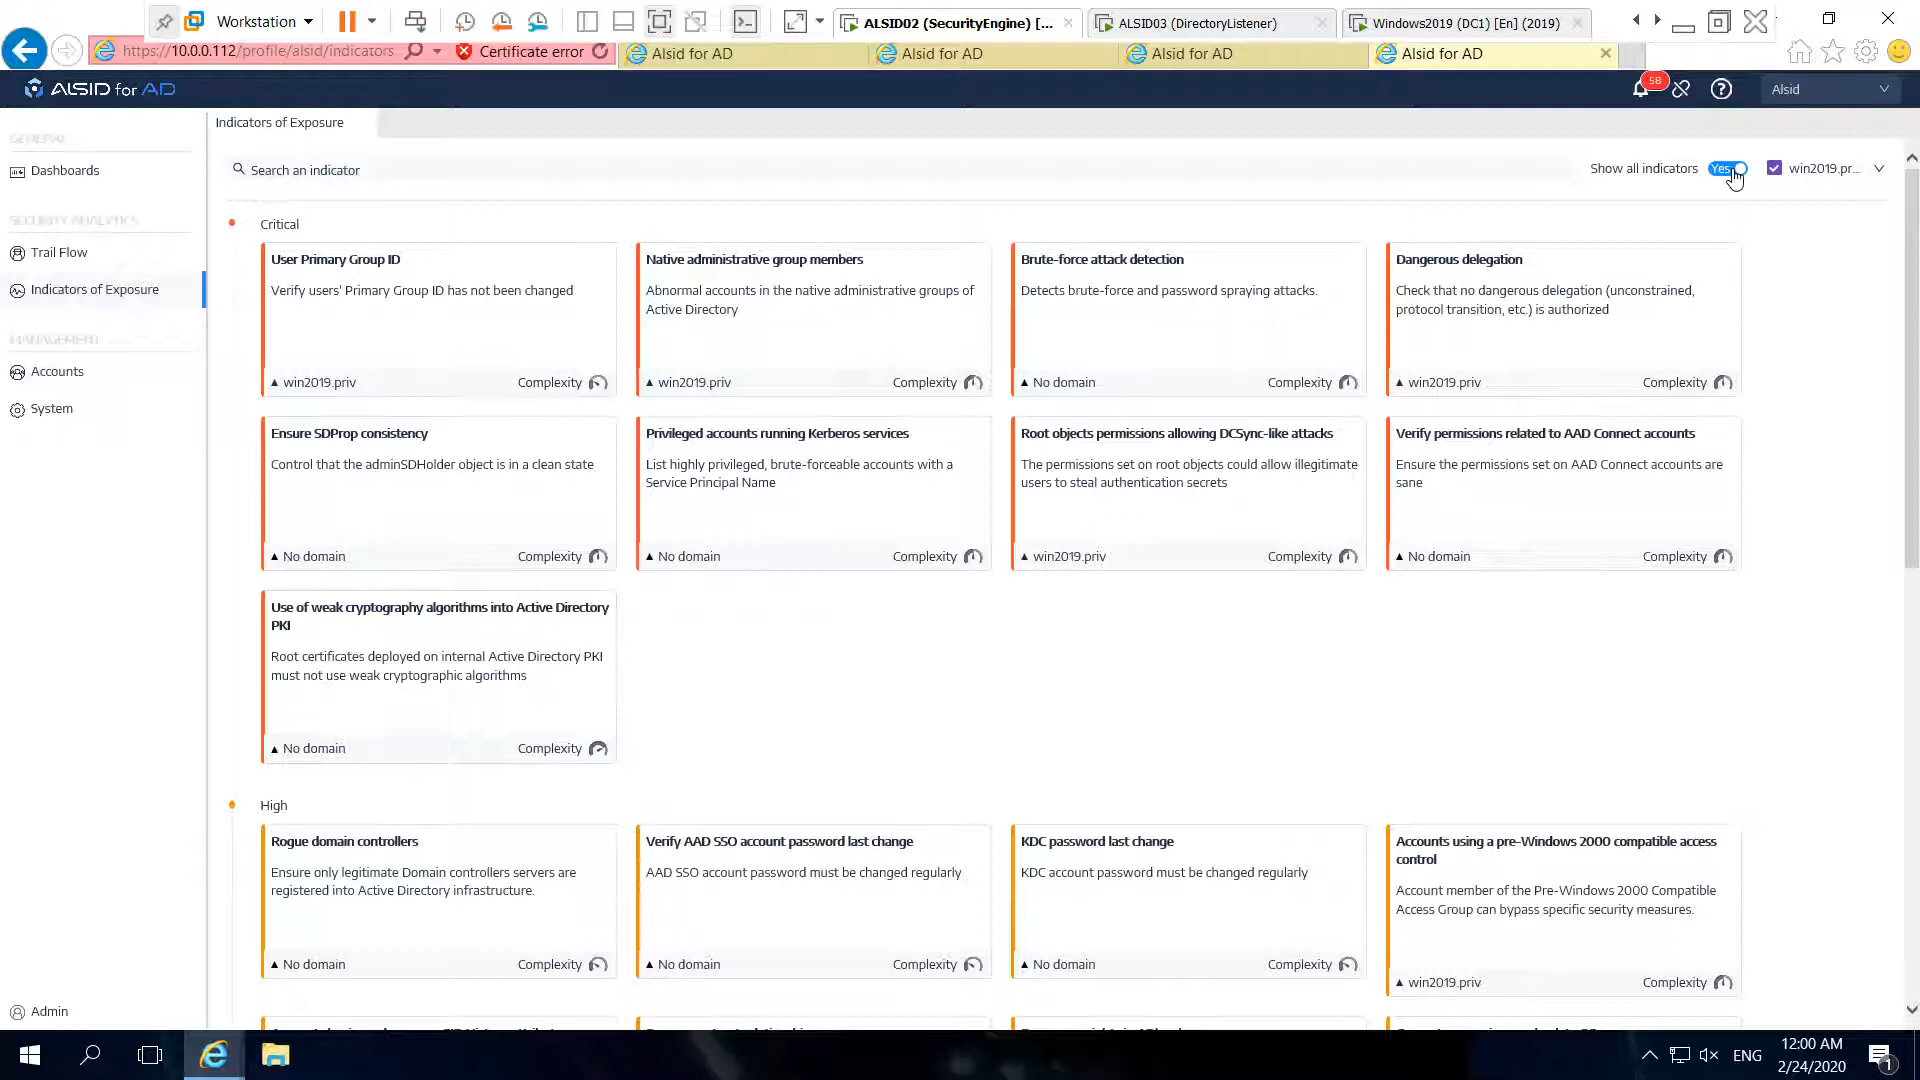 Workstation
ALSID02 (SecurityEngine) [...
ALSID03 (DirectoryListener)
Windows2019 (DC1) [En] (2019)
https://10.0.0.112/profile/alsid/indicators
Certificate error
Alsid for AD
Alsid for AD
Alsid for AD
Alsid for AD
ALSID for AD
58
Alsid
GENERAL
Dashboards
SECURITY ANALYTICS
Trail Flow
Indicators of Exposure
MANAGEMENT
Accounts
System
Admin
Indicators of Exposure
Search an indicator
Show all indicators
Yes
win2019.pr...
Critical
User Primary Group ID
Verify users' Primary Group ID has not been changed
win2019.priv
Complexity
Native administrative group members
Abnormal accounts in the native administrative groups of
Active Directory
win2019.priv
Complexity
Brute-force attack detection
Detects brute-force and password spraying attacks.
No domain
Complexity
Dangerous delegation
Check that no dangerous delegation (unconstrained,
protocol transition, etc.) is authorized
win2019.priv
Complexity
Ensure SDProp consistency
Control that the adminSDHolder object is in a clean state
No domain
Complexity
Privileged accounts running Kerberos services
List highly privileged, brute-forceable accounts with a
Service Principal Name
No domain
Complexity
Root objects permissions allowing DCSync-like attacks
The permissions set on root objects could allow illegitimate
users to steal authentication secrets
win2019.priv
Complexity
Verify permissions related to AAD Connect accounts
Ensure the permissions set on AAD Connect accounts are
sane
No domain
Complexity
Use of weak cryptography algorithms into Active Directory
PKI
Root certificates deployed on internal Active Directory PKI
must not use weak cryptographic algorithms
No domain
Complexity
High
Rogue domain controllers
Ensure only legitimate Domain controllers servers are
registered into Active Directory infrastructure.
No domain
Complexity
Verify AAD SSO account password last change
AAD SSO account password must be changed regularly
No domain
Complexity
KDC password last change
KDC account password must be changed regularly
No domain
Complexity
Accounts using a pre-Windows 2000 compatible access
control
Account member of the Pre-Windows 2000 Compatible
Access Group can bypass specific security measures.
win2019.priv
Complexity
ENG
12:00 AM
2/24/2020
1